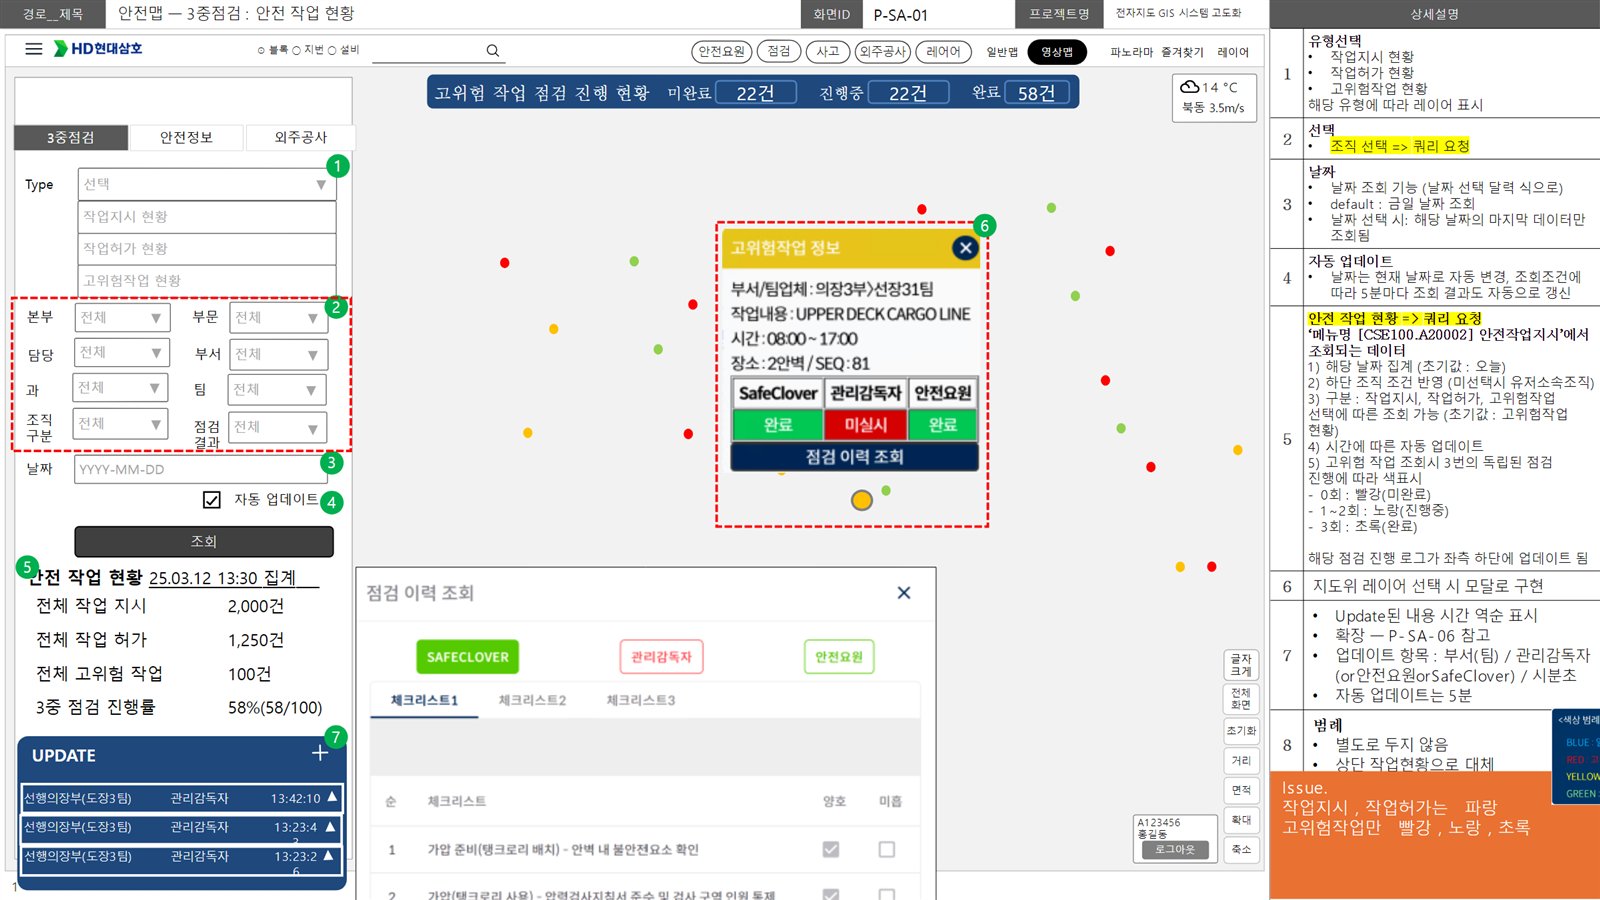 경로__제목
안전맵 — 3중점검 : 안전 작업 현황
화면ID
P-SA-01
프로젝트명
전자지도 GIS 시스템 고도화
상세설명
HD현대삼호
블록 지번 설비
안전요원
점검
사고
외주공사
레이어
일반맵
영상맵
파노라마 즐겨찾기 레이어
고위험 작업 점검 진행 현황 미완료 22건 진행중 22건 완료 58건
14 °C
북동 3.5m/s
3중점검
안전정보
외주공사
1
Type
선택
작업지시 현황
작업허가 현황
고위험작업 현황
2
본부 전체 부문 전체
담당 전체 부서 전체
과 전체 팀 전체
조직
구분
전체
점검
결과
전체
날짜
YYYY-MM-DD
3
자동 업데이트
4
조회
5
안전 작업 현황 25.03.12 13:30 집계
전체 작업 지시 2,000건
전체 작업 허가 1,250건
전체 고위험 작업 100건
3중 점검 진행률 58%(58/100)
UPDATE
7
선행의장부(도장3팀) 관리감독자 13:42:10 ▲
선행의장부(도장3팀) 관리감독자 13:23:4 ▲
선행의장부(도장3팀) 관리감독자 13:23:2 ▲
6
1
6
고위험작업 정보
부서/팀업체 : 의장3부>선장31팀
작업내용 : UPPER DECK CARGO LINE
시간 : 08:00 ~ 17:00
장소 : 2안벽 / SEQ : 81
SafeClover 관리감독자 안전요원
완료 미실시 완료
점검 이력 조회
점검 이력 조회
SAFECLOVER
관리감독자
안전요원
체크리스트1 체크리스트2 체크리스트3
순 체크리스트 양호 미흡
1 가압 준비(탱크로리 배치) - 안벽 내 불안전요소 확인
2 가압(탱크로리 사용) - 압력검사지침서 준수 및 검사 구역 인원 통제
글자
크게
전체
화면
초기화
거리
면적
확대
축소
A123456
홍길동
로그아웃
1
유형선택
• 작업지시 현황
• 작업허가 현황
• 고위험작업 현황
해당 유형에 따라 레이어 표시
2
선택
• 조직 선택 => 쿼리 요청
3
날짜
• 날짜 조회 기능 (날짜 선택 달력 식으로)
• default : 금일 날짜 조회
• 날짜 선택 시: 해당 날짜의 마지막 데이터만
조회됨
4
자동 업데이트
• 날짜는 현재 날짜로 자동 변경, 조회조건에
따라 5분마다 조회 결과도 자동으로 갱신
5
안전 작업 현황 => 쿼리 요청
‘메뉴명 [CSE100.A20002] 안전작업지시’에서
조회되는 데이터
1) 해당 날짜 집계 (초기값 : 오늘)
2) 하단 조직 조건 반영 (미선택시 유저소속조직)
3) 구분 : 작업지시, 작업허가, 고위험작업
선택에 따른 조회 가능 (초기값 : 고위험작업
현황)
4) 시간에 따른 자동 업데이트
5) 고위험 작업 조회시 3번의 독립된 점검
진행에 따라 색표시
- 0회 : 빨강(미완료)
- 1~2회 : 노랑(진행중)
- 3회 : 초록(완료)
해당 점검 진행 로그가 좌측 하단에 업데이트 됨
6
지도위 레이어 선택 시 모달로 구현
7
• Update된 내용 시간 역순 표시
• 확장 — P-SA-06 참고
• 업데이트 항목 : 부서(팀) / 관리감독자
(or안전요원orSafeClover) / 시분초
• 자동 업데이트는 5분
8
범례
• 별도로 두지 않음
• 상단 작업현황으로 대체
<색상 범례
BLUE :
RED :
YELLOW
GREEN :
Issue.
작업지시 , 작업허가는 파랑
고위험작업만 빨강 , 노랑 , 초록